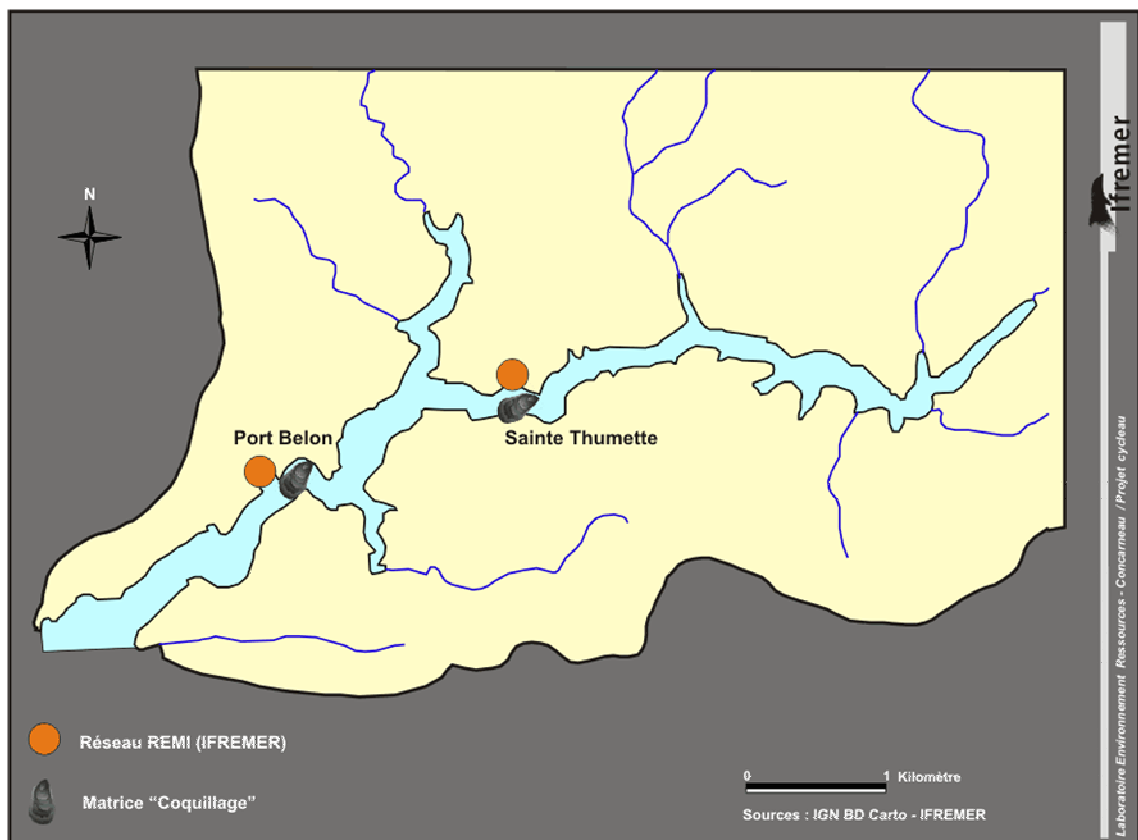 N
Port Belon
Sainte Thumette
Réseau REMI (IFREMER)
Matrice “Coquillage”
0 1 Kilomètre
Sources : IGN BD Carto - IFREMER
Ifremer
Laboratoire Environnement Ressources - Concarneau / Projet cycleau